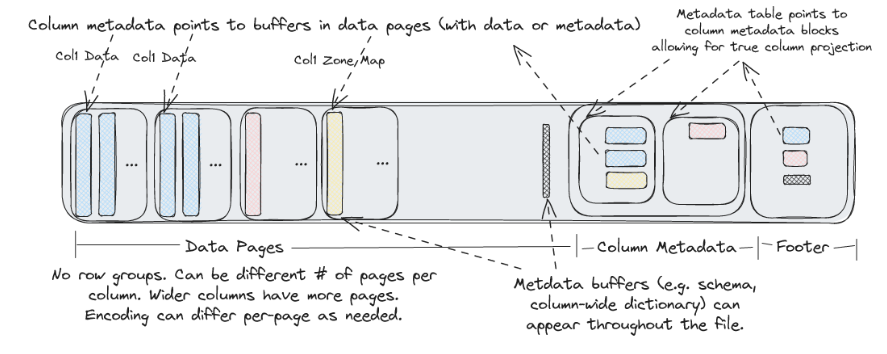 Column metadata points to buffers in data pages (with data or metadata)
Metadata table points to
column metadata blocks
allowing for true column projection
Col1 Data
Col1 Data
Col1 Zone Map
...
...
...
...
Data Pages
Column Metadata
Footer
No row groups. Can be different # of pages per
column. Wider columns have more pages.
Encoding can differ per-page as needed.
Metdata buffers (e.g. schema,
column-wide dictionary) can
appear throughout the file.